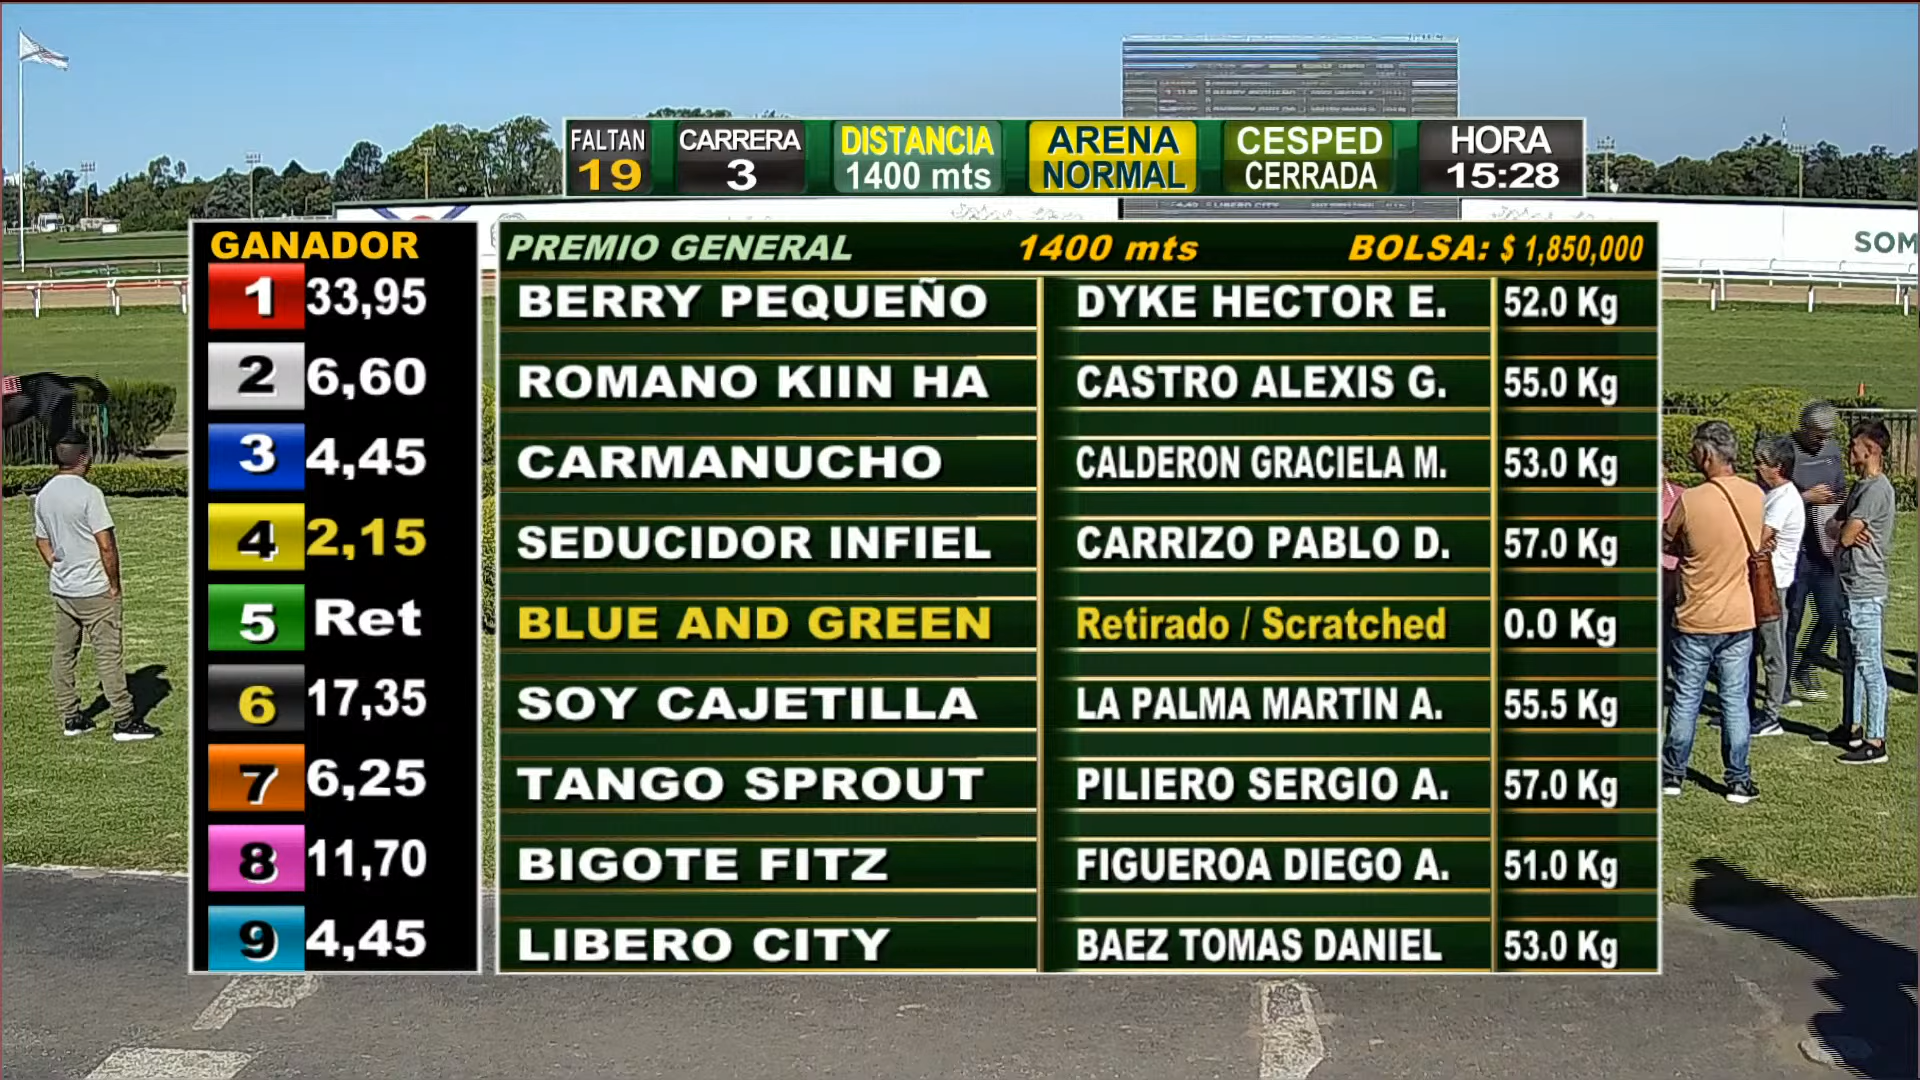 FALTAN CARRERA DISTANCIA ARENA CESPED HORA
19 3 1400 mts NORMAL CERRADA 15:28
SOM
GANADOR PREMIO GENERAL 1400 mts BOLSA: $ 1,850,000
1 33,95 BERRY PEQUEÑO DYKE HECTOR E. 52.0 Kg
2 6,60 ROMANO KIIN HA CASTRO ALEXIS G. 55.0 Kg
3 4,45 CARMANUCHO CALDERON GRACIELA M. 53.0 Kg
4 2,15 SEDUCIDOR INFIEL CARRIZO PABLO D. 57.0 Kg
5 Ret BLUE AND GREEN Retirado / Scratched 0.0 Kg
6 17,35 SOY CAJETILLA LA PALMA MARTIN A. 55.5 Kg
7 6,25 TANGO SPROUT PILIERO SERGIO A. 57.0 Kg
8 11,70 BIGOTE FITZ FIGUEROA DIEGO A. 51.0 Kg
9 4,45 LIBERO CITY BAEZ TOMAS DANIEL 53.0 Kg